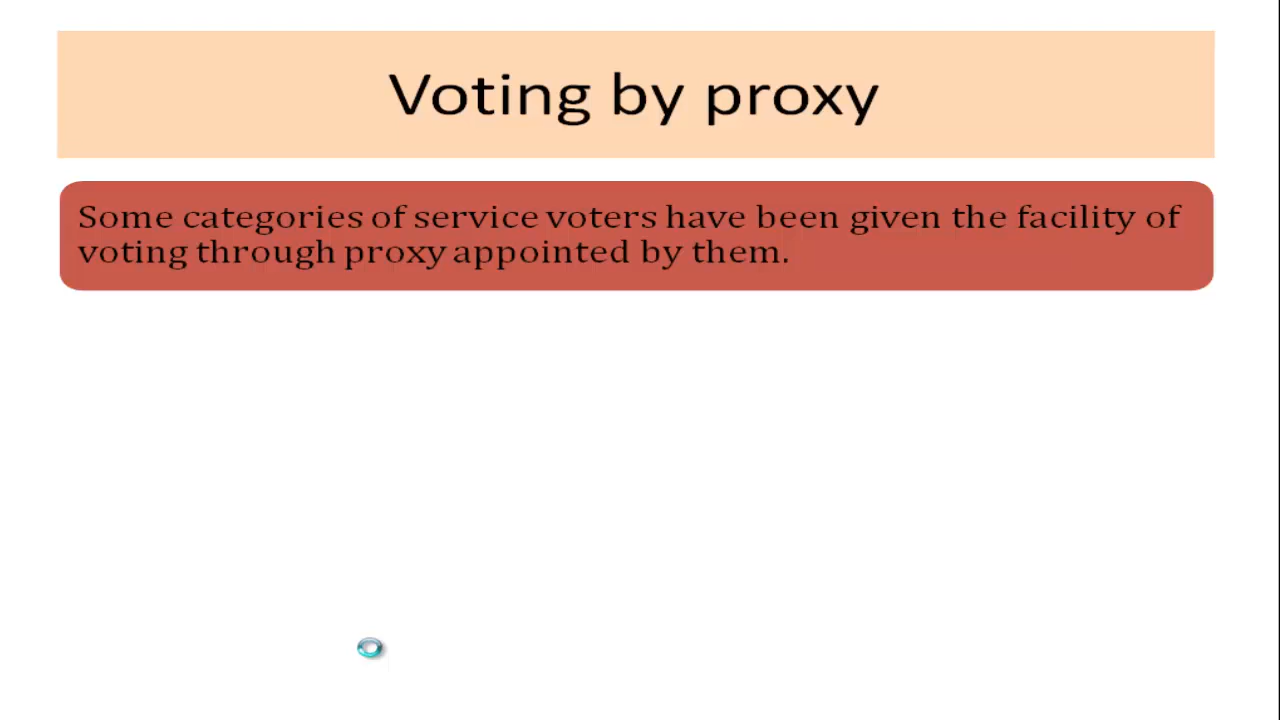 Voting by proxy
Some categories of service voters have been given the facility of
voting through proxy appointed by them.